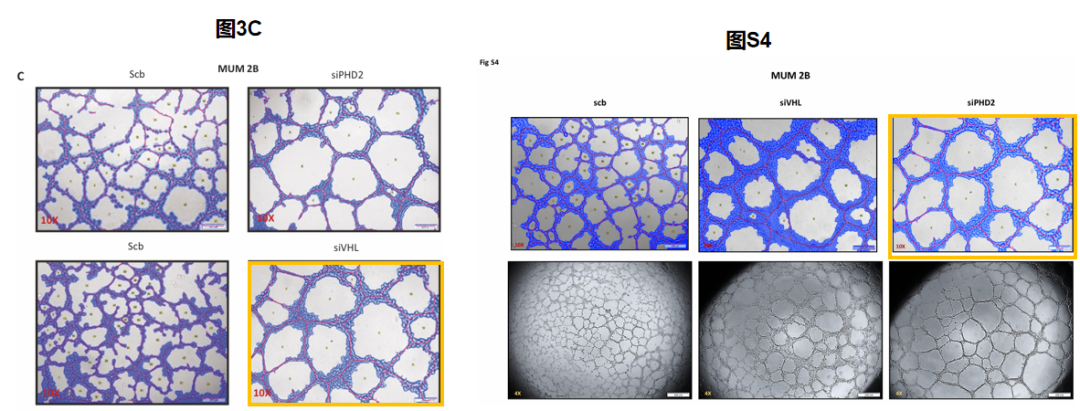 图3C
图S4
Fig S4
C
MUM 2B
Scb
siPHD2
10X
10X
Scb
siVHL
10X
10X
MUM 2B
scb
siVHL
siPHD2
10X
10X
10X
4X
4X
4X